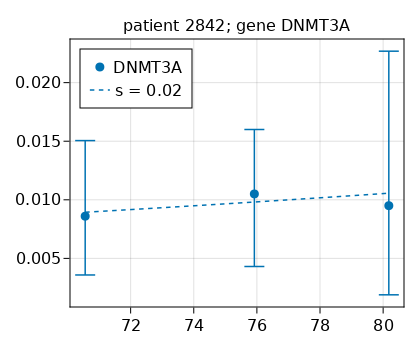 patient 2842; gene DNMT3A
DNMT3A
s = 0.02
0.020
0.015
0.010
0.005
72 74 76 78 80